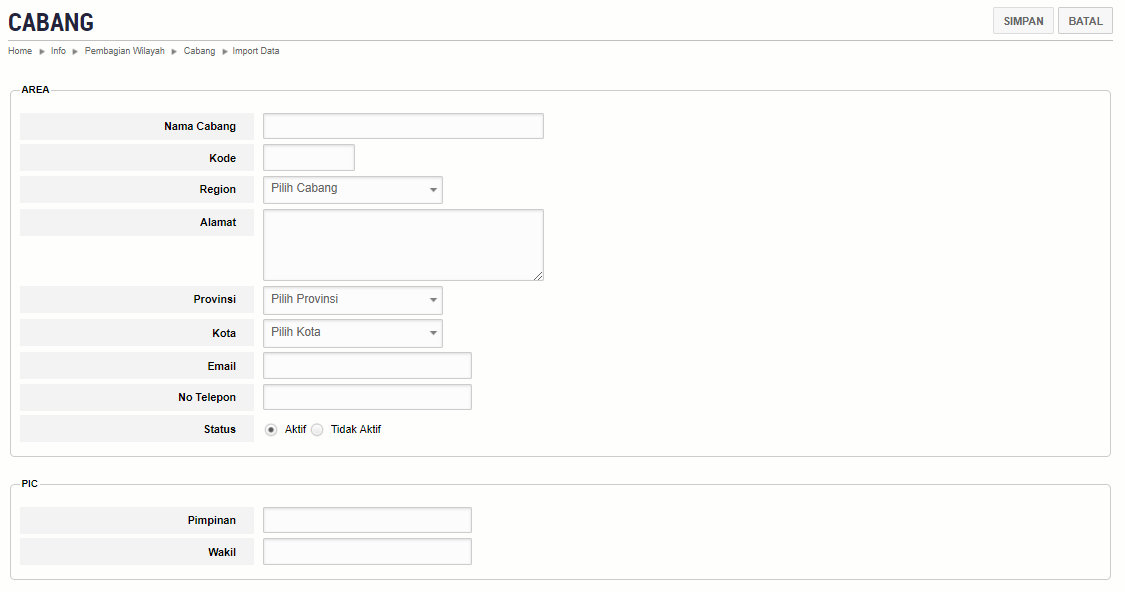 CABANG
SIMPAN BATAL
Home Info Pembagian Wilayah Cabang Import Data
AREA
Nama Cabang
Kode
Region Pilih Cabang
Alamat
Provinsi Pilih Provinsi
Kota Pilih Kota
Email
No Telepon
Status Aktif Tidak Aktif
PIC
Pimpinan
Wakil